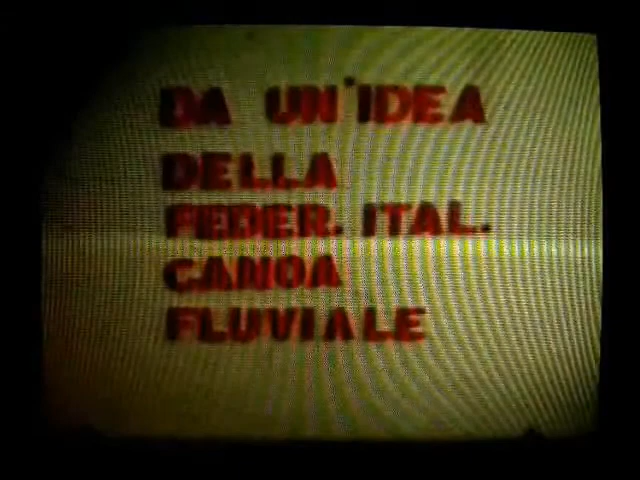 DA UN'IDEA
DELLA
FEDER. ITAL.
CANOA
FLUVIALE